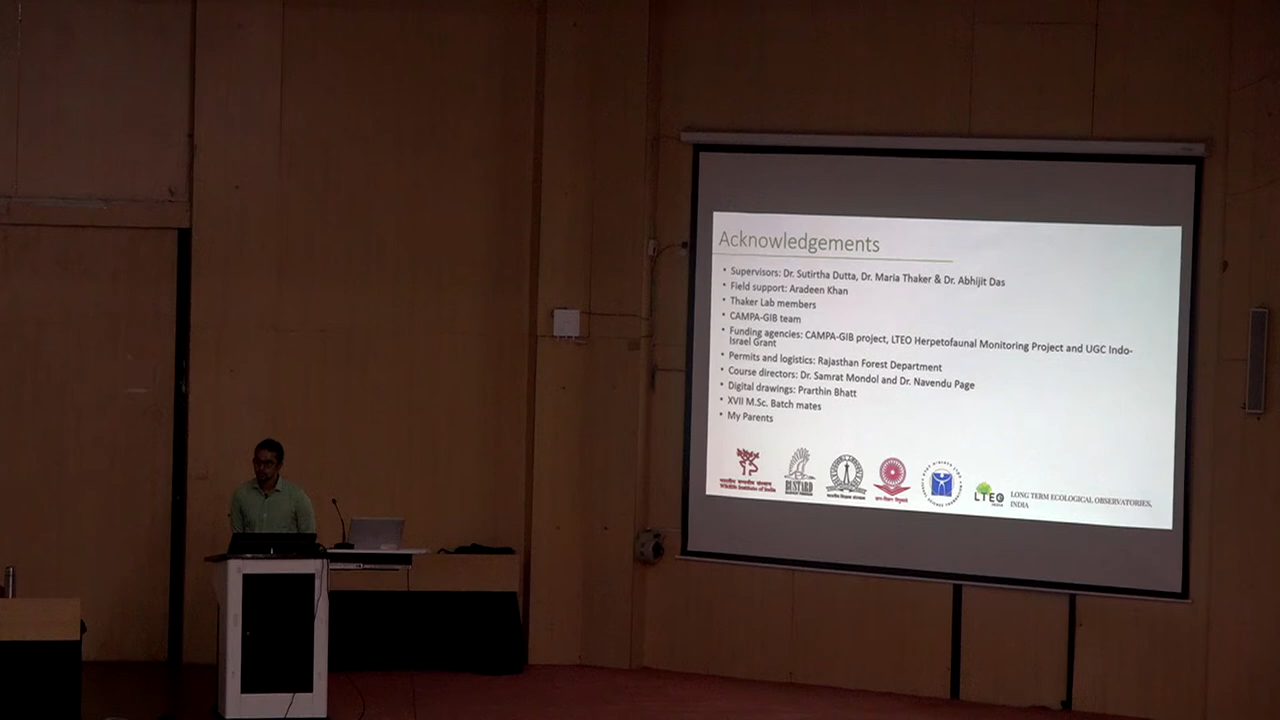 Acknowledgements
• Supervisors: Dr. Sutirtha Dutta, Dr. Maria Thaker & Dr. Abhijit Das
• Field support: Aradeen Khan
• Thaker Lab members
• CAMPA-GIB team
• Funding agencies: CAMPA-GIB project, LTEO Herpetofaunal Monitoring Project and UGC Indo-
Israel Grant
• Permits and logistics: Rajasthan Forest Department
• Course directors: Dr. Samrat Mondol and Dr. Navendu Page
• Digital drawings: Prarthin Bhatt
• XVII M.Sc. Batch mates
• My Parents
Wildlife Institute of India
BUSTARD
LTEO
INDIA
LONG TERM ECOLOGICAL OBSERVATORIES,
INDIA